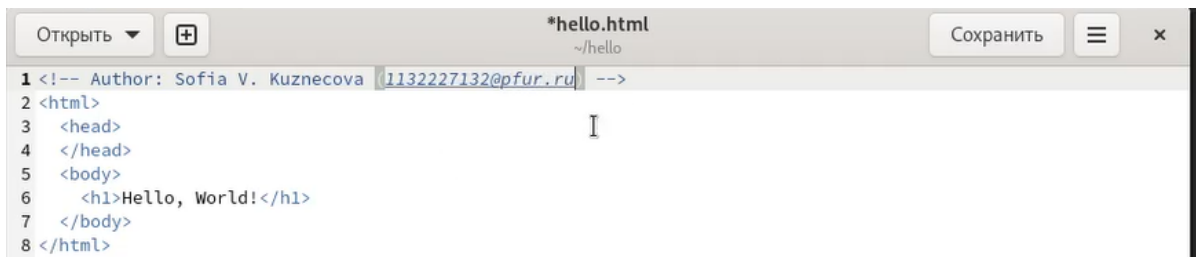 Открыть
*hello.html
~/hello
Сохранить
1 <!-- Author: Sofia V. Kuznecova (1132227132@pfur.ru) -->
2 <html>
3   <head>
4   </head>
5   <body>
6     <h1>Hello, World!</h1>
7   </body>
8 </html>